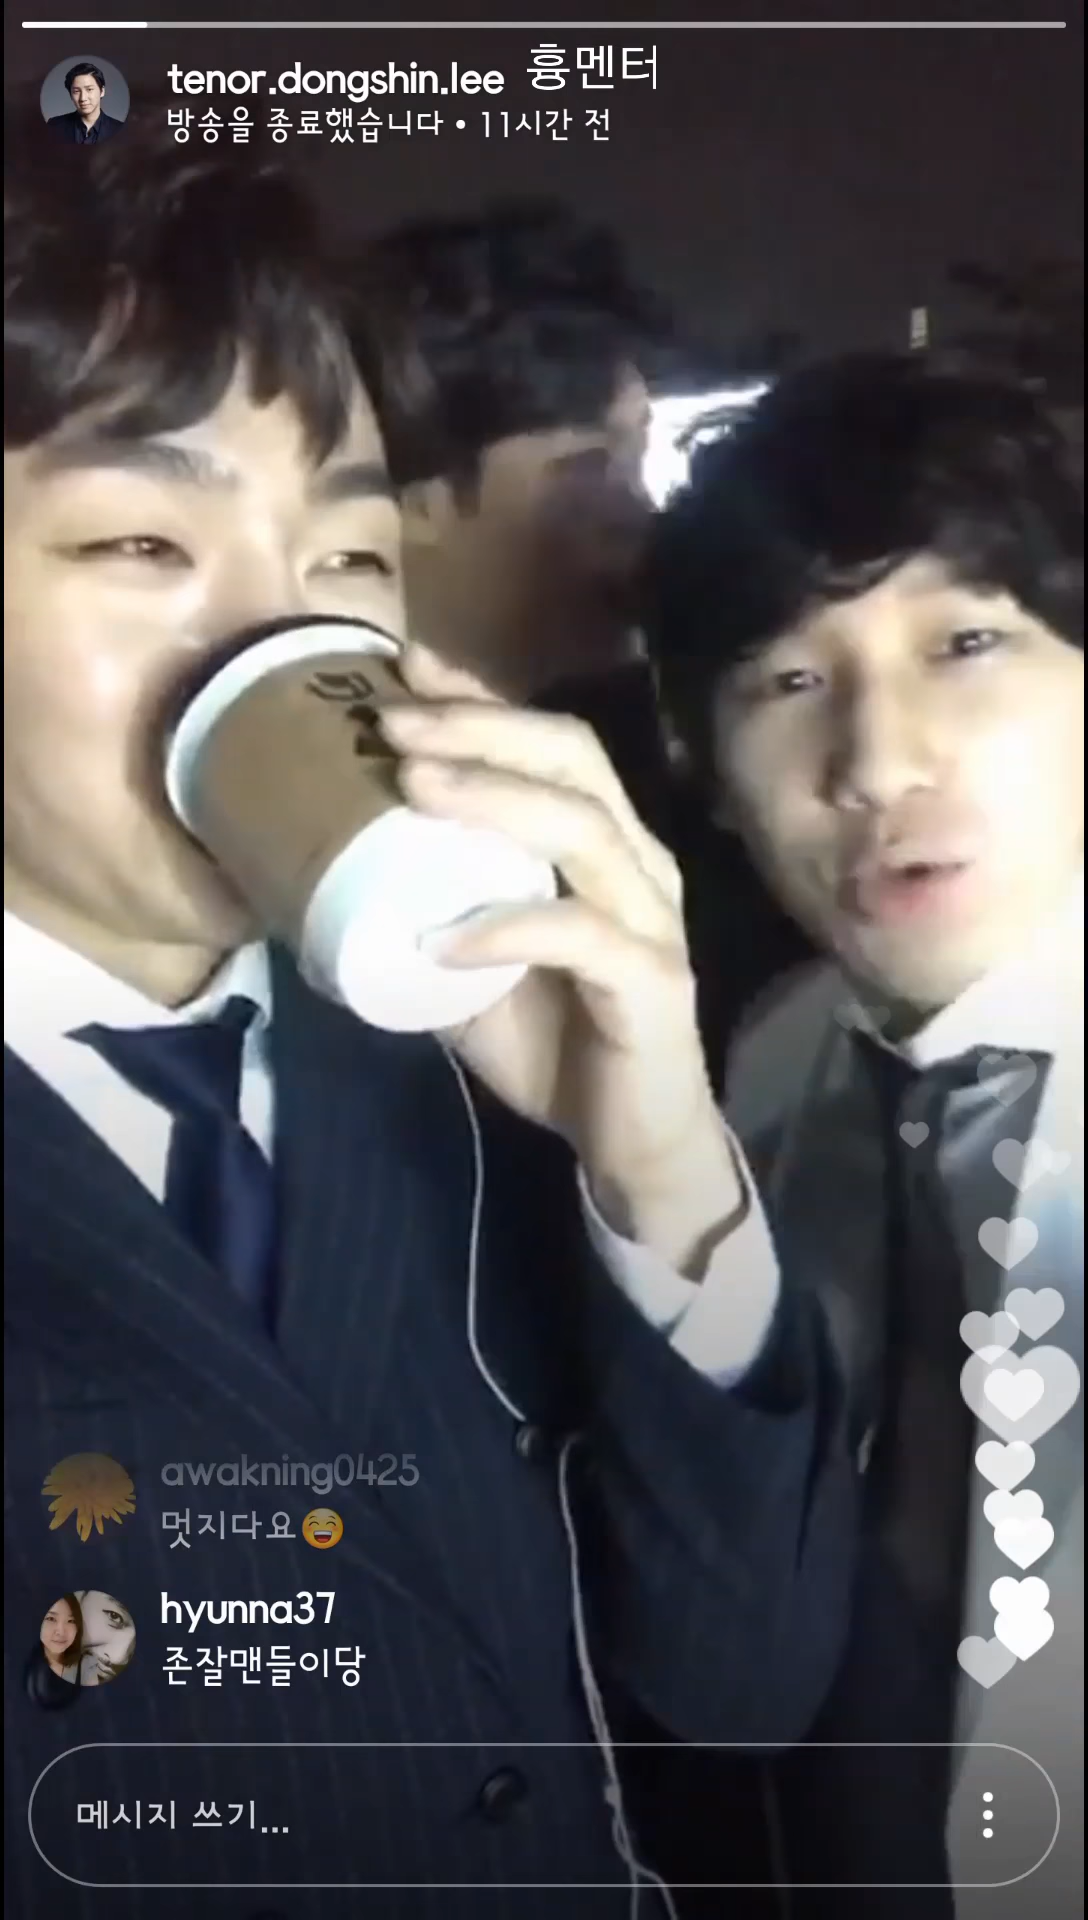 tenor.dongshin.lee 흉멘터
방송을 종료했습니다 • 11시간 전
awakning0425
멋지다요😁
hyunna37
존잘맨들이당
메시지 쓰기...